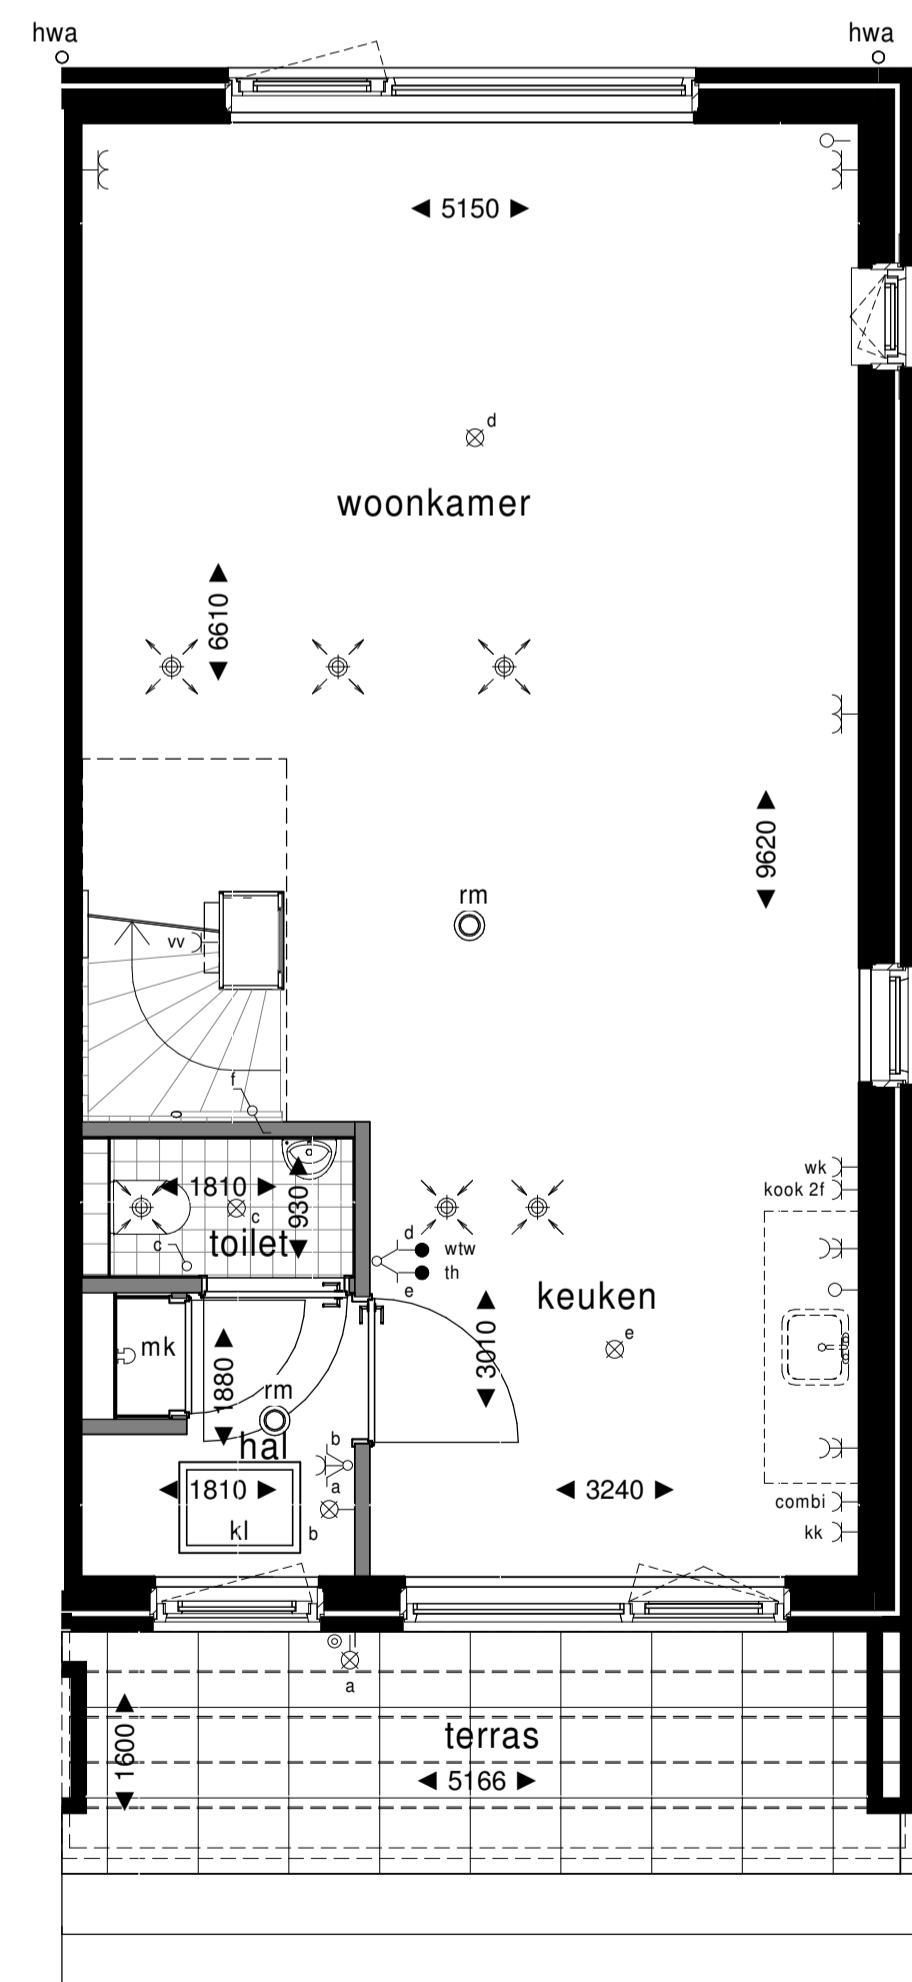 hwa hwa
5150
d
woonkamer
6610
9620
rm
vv
f
wk
kook 2f
1810
930
c
toilet
c
d
wtw
th
e
keuken
3010
e
mk
1880
rm
hal
b
a
1810
3240
combi
kl
b
kk
a
terras
1600
5166